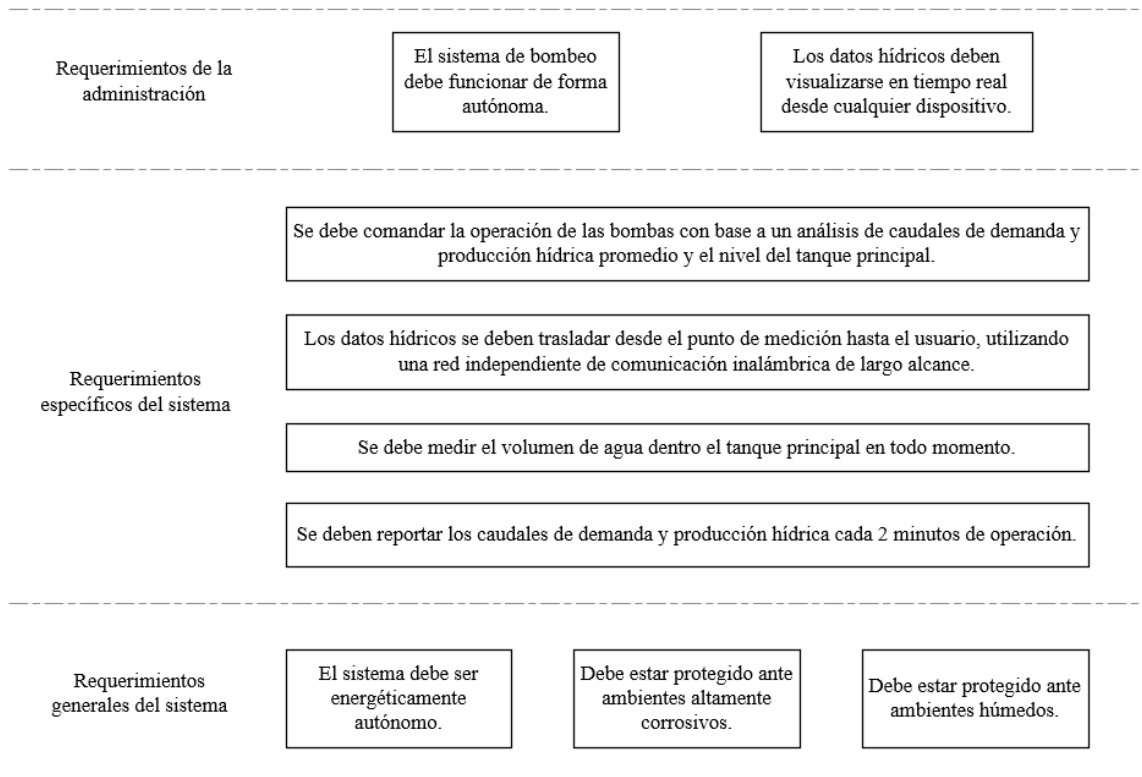 Requerimientos de la
administración
El sistema de bombeo
debe funcionar de forma
autónoma.
Los datos hídricos deben
visualizarse en tiempo real
desde cualquier dispositivo.
Requerimientos
específicos del sistema
Se debe comandar la operación de las bombas con base a un análisis de caudales de demanda y
producción hídrica promedio y el nivel del tanque principal.
Los datos hídricos se deben trasladar desde el punto de medición hasta el usuario, utilizando
una red independiente de comunicación inalámbrica de largo alcance.
Se debe medir el volumen de agua dentro el tanque principal en todo momento.
Se deben reportar los caudales de demanda y producción hídrica cada 2 minutos de operación.
Requerimientos
generales del sistema
El sistema debe ser
energéticamente
autónomo.
Debe estar protegido ante
ambientes altamente
corrosivos.
Debe estar protegido ante
ambientes húmedos.